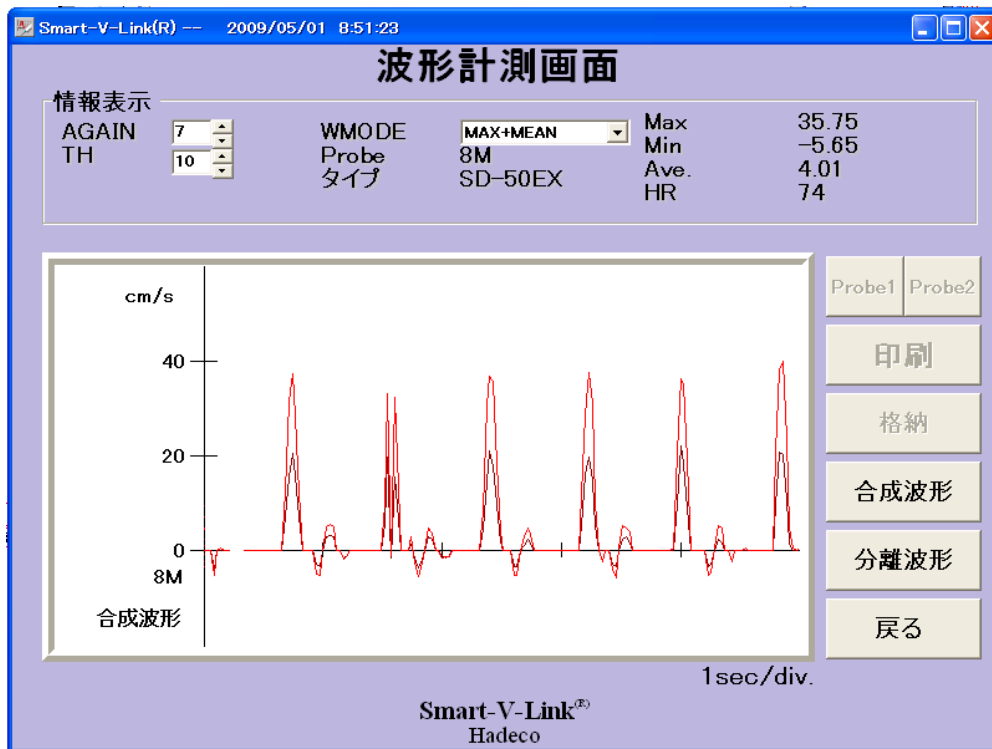 Smart-V-Link(R) -- 2009/05/01 8:51:23
波形計測画面
情報表示
AGAIN 7
TH 10
WMODE MAX+MEAN
Probe 8M
タイプ SD-50EX
Max 35.75
Min -5.65
Ave. 4.01
HR 74
cm/s
40
20
0
8M
合成波形
1sec/div.
Probe1 Probe2
印刷
格納
合成波形
分離波形
戻る
Smart-V-Link(R)
Hadeco